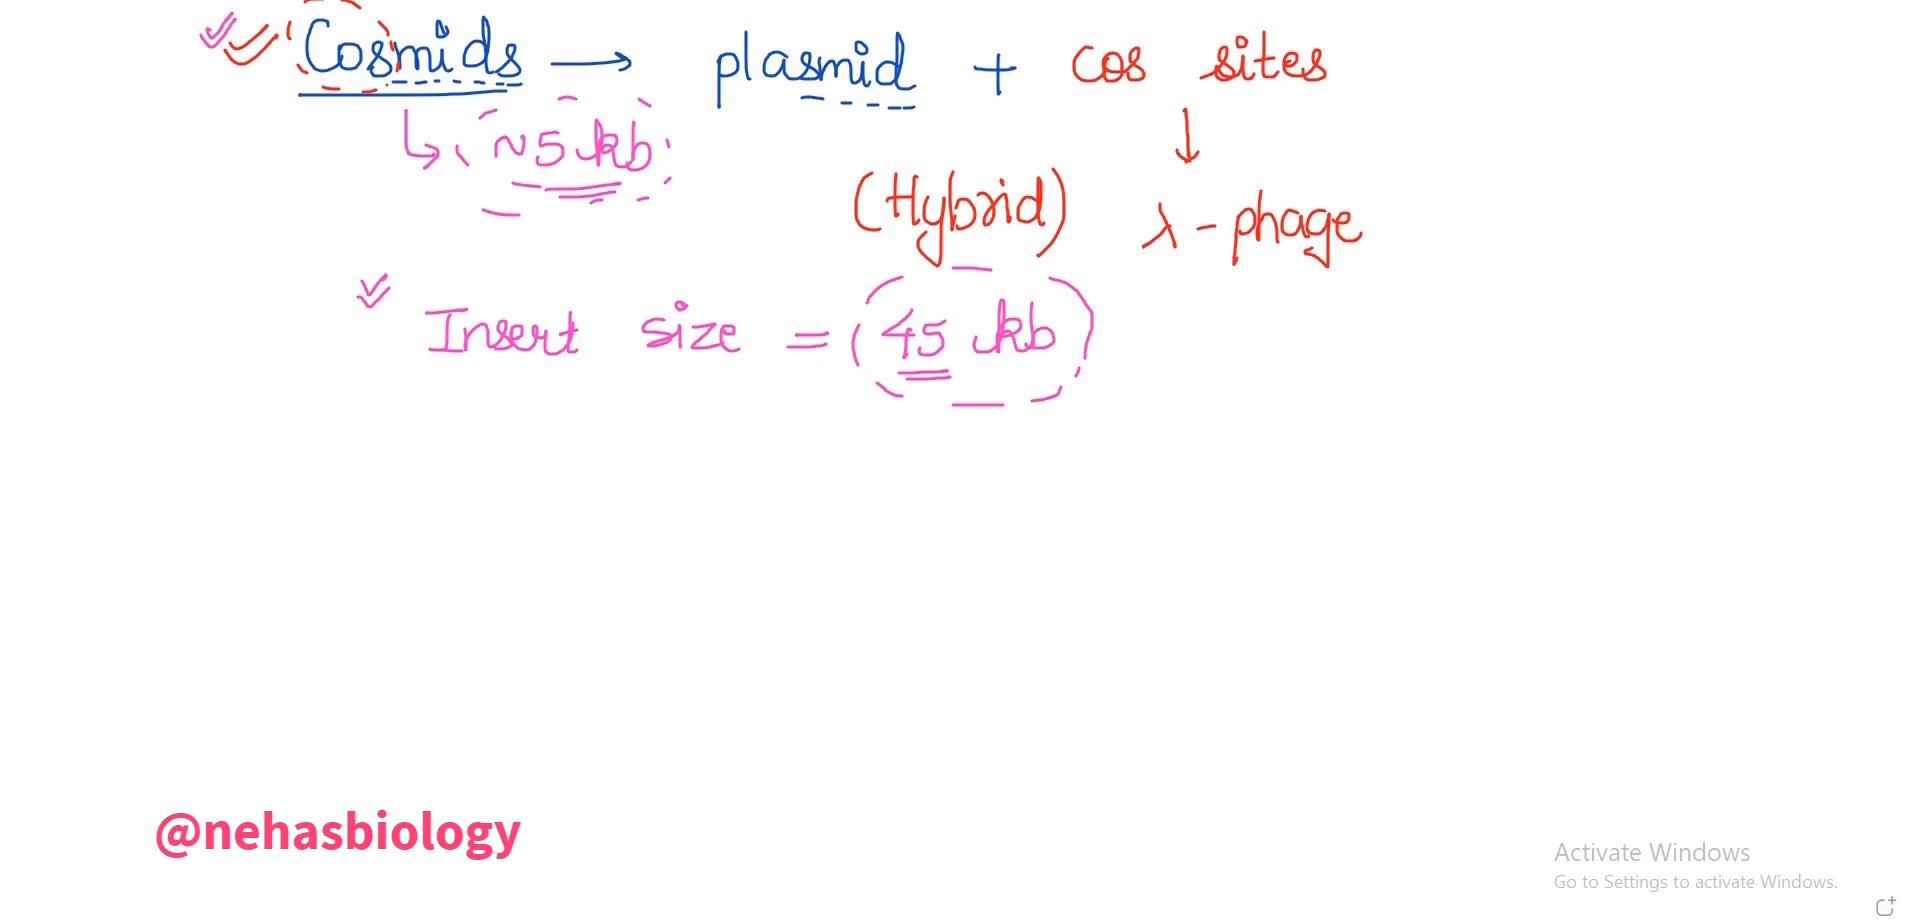 Cosmids → plasmid + cos sites
↳ ~5 kb
↓
(Hybrid) λ-phage
Insert size = 45 kb
@nehasbiology
Activate Windows
Go to Settings to activate Windows.